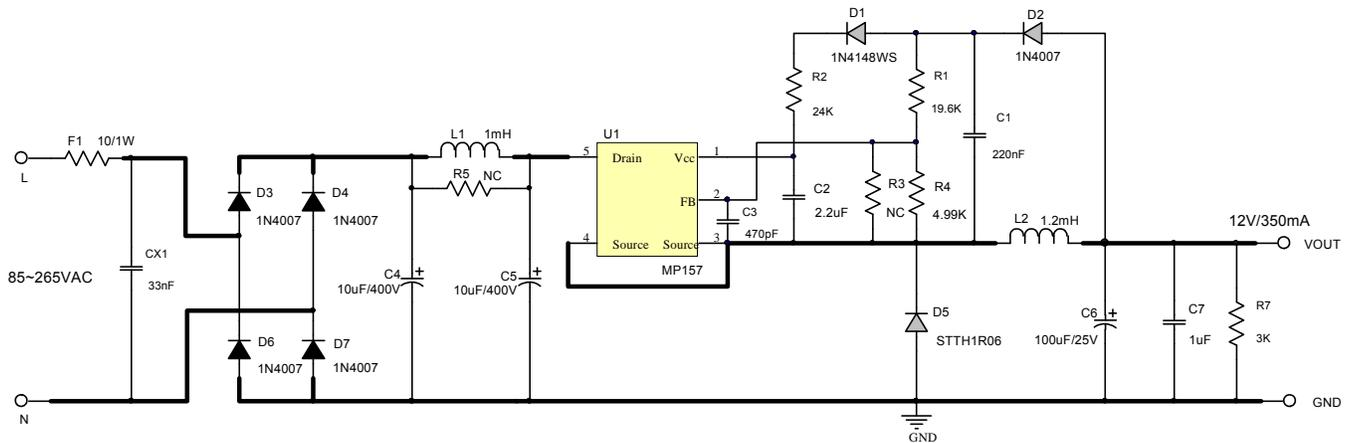 D1
1N4148WS
D2
1N4007
R2
24K
R1
19.6K
C1
220nF
F1 10/1W
L
L1 1mH
R5 NC
U1
5 Drain Vcc 1
FB 2
4 Source Source 3
MP157
C3
470pF
C2
2.2uF
R3
NC
R4
4.99K
L2 1.2mH
12V/350mA
VOUT
D3
1N4007
D4
1N4007
CX1
33nF
85~265VAC
C4
10uF/400V
+
C5
10uF/400V
+
D5
STTH1R06
C6
100uF/25V
+
C7
1uF
R7
3K
D6
1N4007
D7
1N4007
N
GND
GND